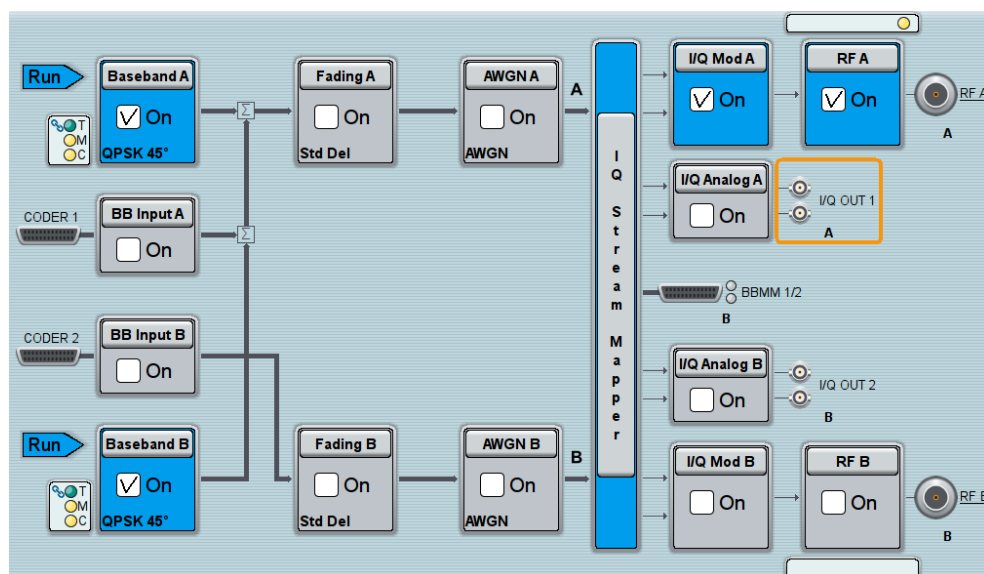 Run
Baseband A
On
T
M
C
QPSK 45°
Σ
Fading A
On
Std Del
AWGN A
On
AWGN
A
I/Q Mod A
On
RF A
On
RF A
A
CODER 1
BB Input A
On
Σ
I Q Stream Mapper
I/Q Analog A
On
I/Q OUT 1
A
BBMM 1/2
B
CODER 2
BB Input B
On
I/Q Analog B
On
I/Q OUT 2
B
Run
Baseband B
On
T
M
C
QPSK 45°
Fading B
On
Std Del
AWGN B
On
AWGN
B
I/Q Mod B
On
RF B
On
RF B
B